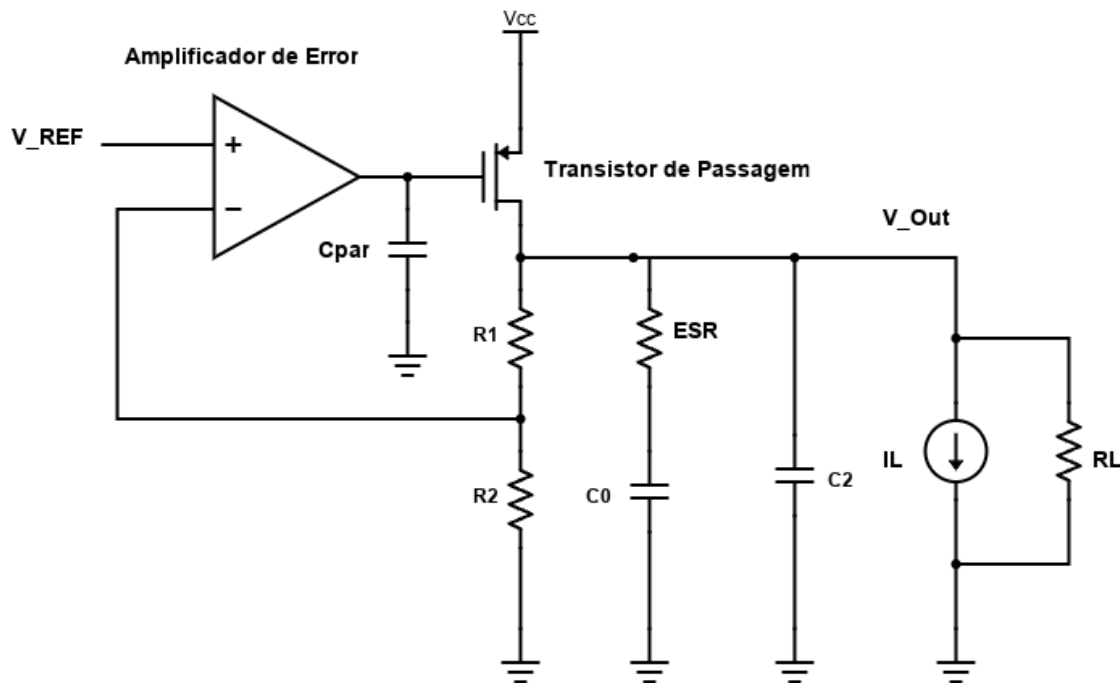 Vcc
Amplificador de Error
V_REF
+
−
Transistor de Passagem
V_Out
Cpar
R1
ESR
R2
C0
C2
IL
RL